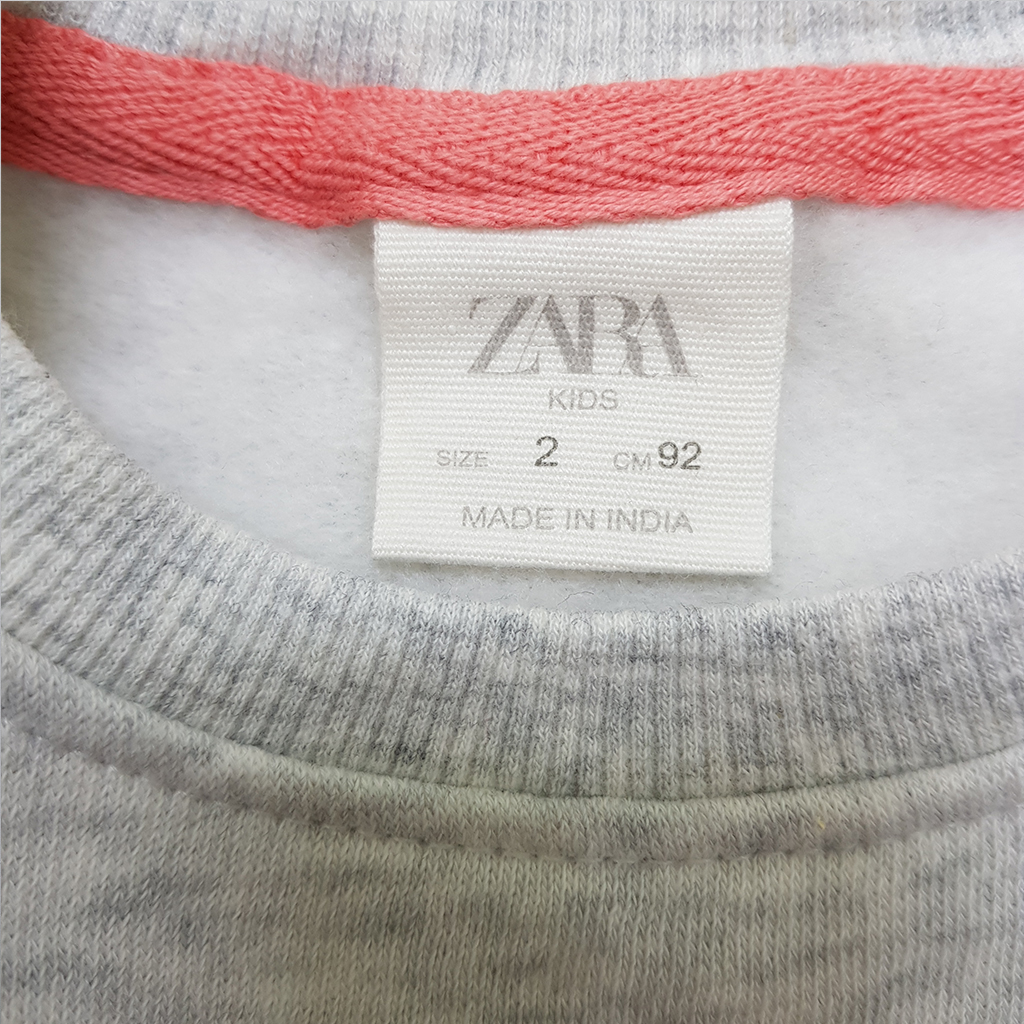 ZARA
KIDS
SIZE 2 CM 92
MADE IN INDIA